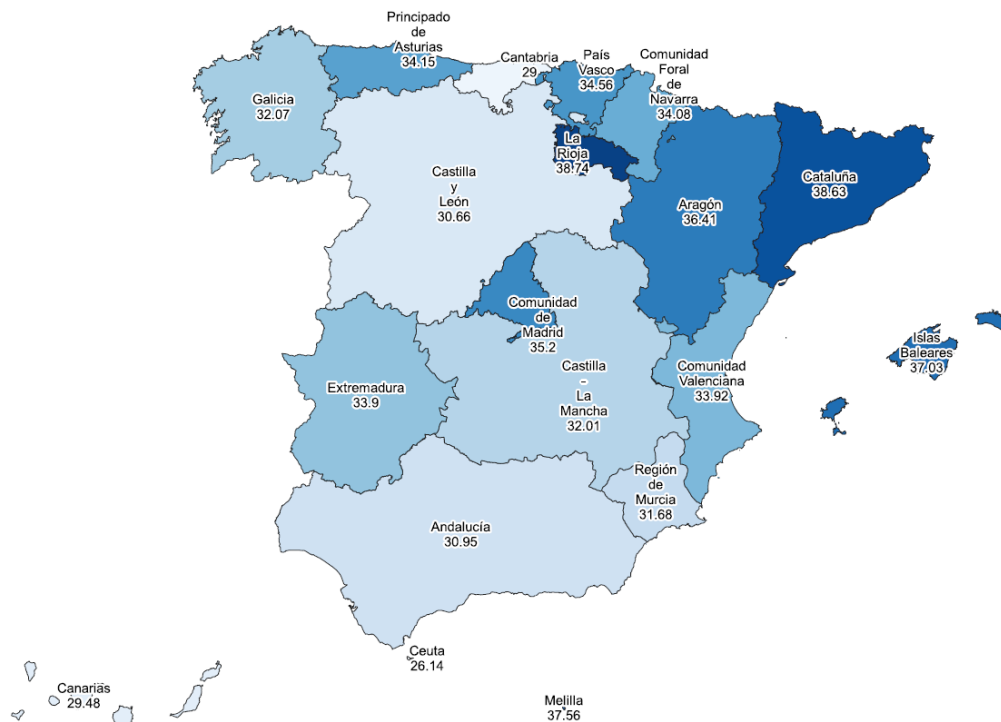 Principado
de
Asturias
34.15
Cantabria
29
País
Vasco
34.56
Comunidad
Foral
de
Navarra
34.08
Galicia
32.07
La
Rioja
38.74
Castilla
y
León
30.66
Aragón
36.41
Cataluña
38.63
Comunidad
de
Madrid
35.2
Islas
Baleares
37.03
Extremadura
33.9
Castilla
-
La
Mancha
32.01
Comunidad
Valenciana
33.92
Región
de
Murcia
31.68
Andalucía
30.95
Ceuta
26.14
Canarias
29.48
Melilla
37.56